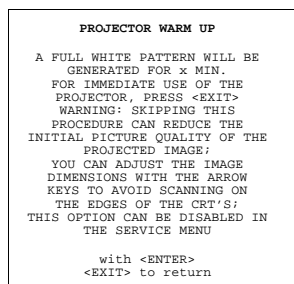 PROJECTOR WARM UP
A FULL WHITE PATTERN WILL BE
GENERATED FOR x MIN.
FOR IMMEDIATE USE OF THE
PROJECTOR, PRESS <EXIT>
WARNING: SKIPPING THIS
PROCEDURE CAN REDUCE THE
INITIAL PICTURE QUALITY OF THE
PROJECTED IMAGE;
YOU CAN ADJUST THE IMAGE
DIMENSIONS WITH THE ARROW
KEYS TO AVOID SCANNING ON
THE EDGES OF THE CRT'S;
THIS OPTION CAN BE DISABLED IN
THE SERVICE MENU
with <ENTER>
<EXIT> to return